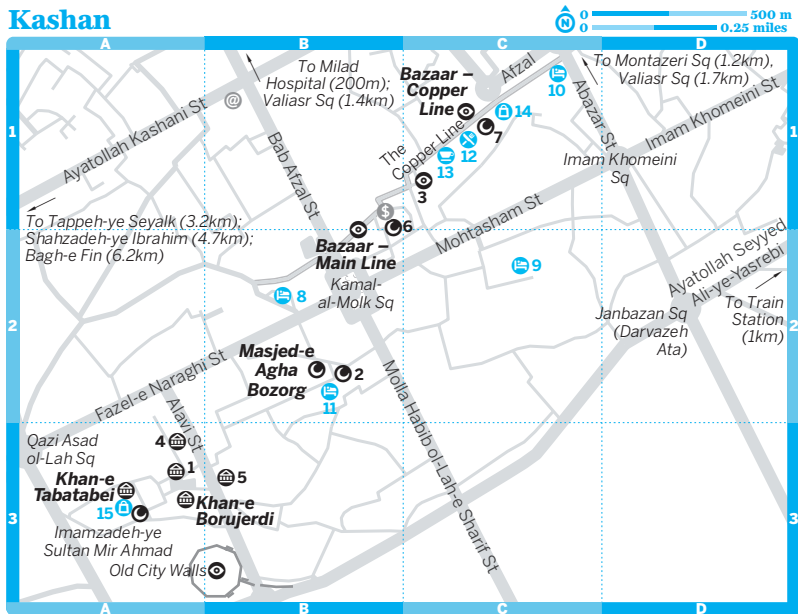 Kashan
N
0 500 m
0 0.25 miles
A
B
C
D
To Milad
Hospital (200m);
Valiasr Sq (1.4km)
Bazaar –
Copper
Line
Afzal
10
To Montazeri Sq (1.2km),
Valiasr Sq (1.7km)
@
14
7
12
13
The
Copper Line
3
Abazar St
Imam Khomeini St
Imam Khomeini
Sq
1
1
Ayatollah Kashani St
Bab Afzal St
$
6
To Tappeh-ye Seyalk (3.2km);
Shahzadeh-ye Ibrahim (4.7km);
Bagh-e Fin (6.2km)
Bazaar –
Main Line
Mohtasham St
Kamal-
al-Molk Sq
8
9
Ayatollah Seyyed
Ali-ye-Yasrebi
Janbazan Sq
(Darvazeh
Ata)
To Train
Station
(1km)
2
2
Masjed-e
Agha
Bozorg
2
11
Fazel-e Naraghi St
Molla Habib ol-Lah-e Sharif St
Alavi St
Qazi Asad
ol-Lah Sq
4
1
5
Khan-e
Tabatabei
15
Khan-e
Borujerdi
Imamzadeh-ye
Sultan Mir Ahmad
Old City Walls
3
3
A
B
C
D